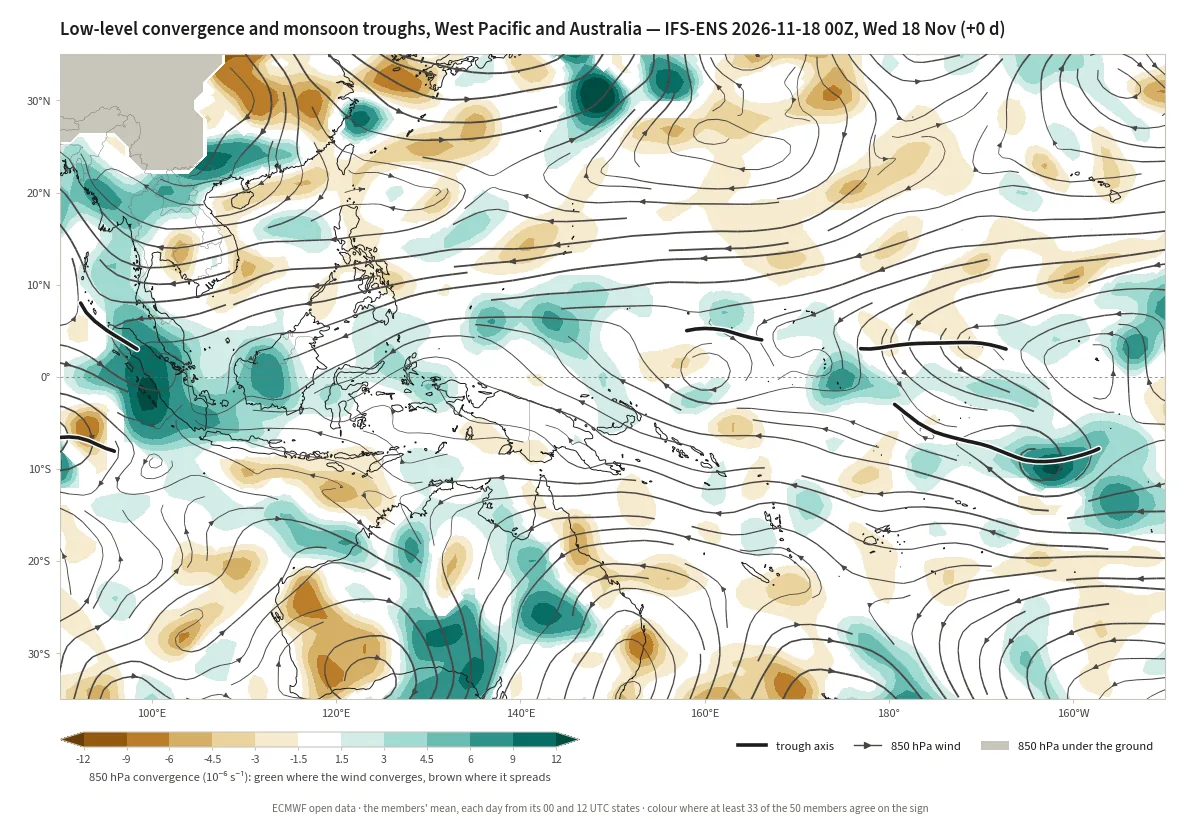 Low-level convergence and monsoon troughs, West Pacific and Australia — IFS-ENS 2026-11-18 00Z, Wed 18 Nov (+0 d)
30°N
20°N
10°N
0°
10°S
20°S
30°S
100°E 120°E 140°E 160°E 180° 160°W
-12 -9 -6 -4.5 -3 -1.5 1.5 3 4.5 6 9 12
850 hPa convergence (10⁻⁶ s⁻¹): green where the wind converges, brown where it spreads
trough axis 850 hPa wind 850 hPa under the ground
ECMWF open data · the members' mean, each day from its 00 and 12 UTC states · colour where at least 33 of the 50 members agree on the sign